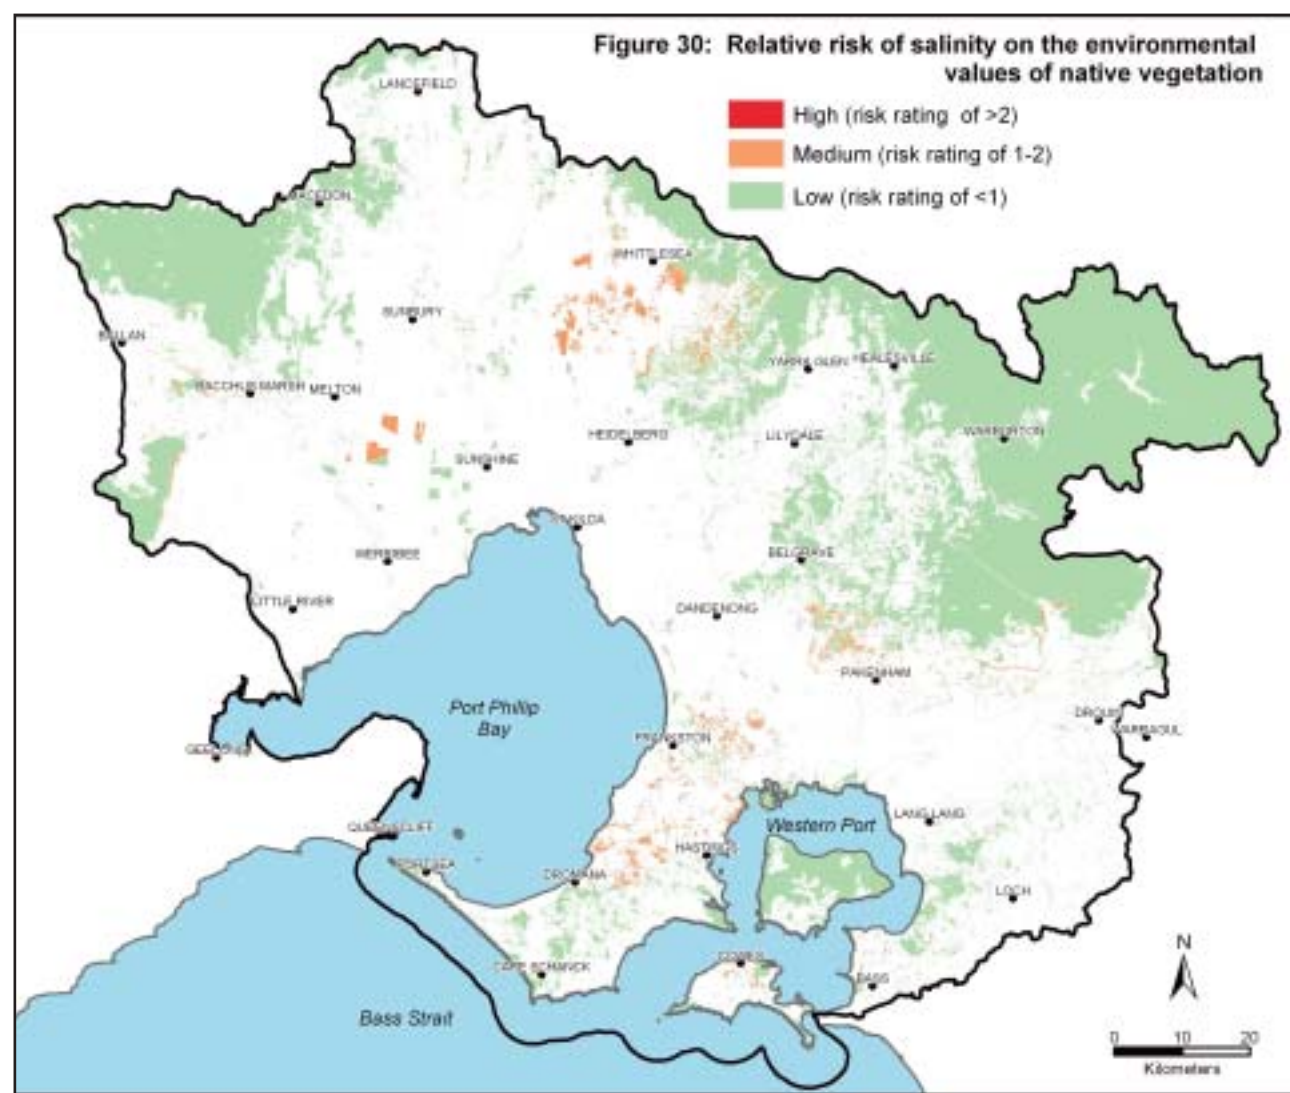 Figure 30: Relative risk of salinity on the environmental
values of native vegetation
High (risk rating of >2)
Medium (risk rating of 1-2)
Low (risk rating of <1)
LANCEFIELD
MACEDON
WHITTLESEA
SUNBURY
BALLAN
YARRA GLEN
HEALESVILLE
BACCHUS MARSH
MELTON
HEIDELBERG
LILYDALE
WARBURTON
SUNSHINE
ST KILDA
WERRIBEE
BELGRAVE
LITTLE RIVER
DANDENONG
PAKENHAM
Port Phillip
Bay
DROUIN
WARRAGUL
FRANKSTON
GEELONG
LANG LANG
Western Port
QUEENSCLIFF
HASTINGS
PORTSEA
DROMANA
LOCH
COWES
CAPE SCHANCK
BASS
Bass Strait
N
0 10 20
Kilometers